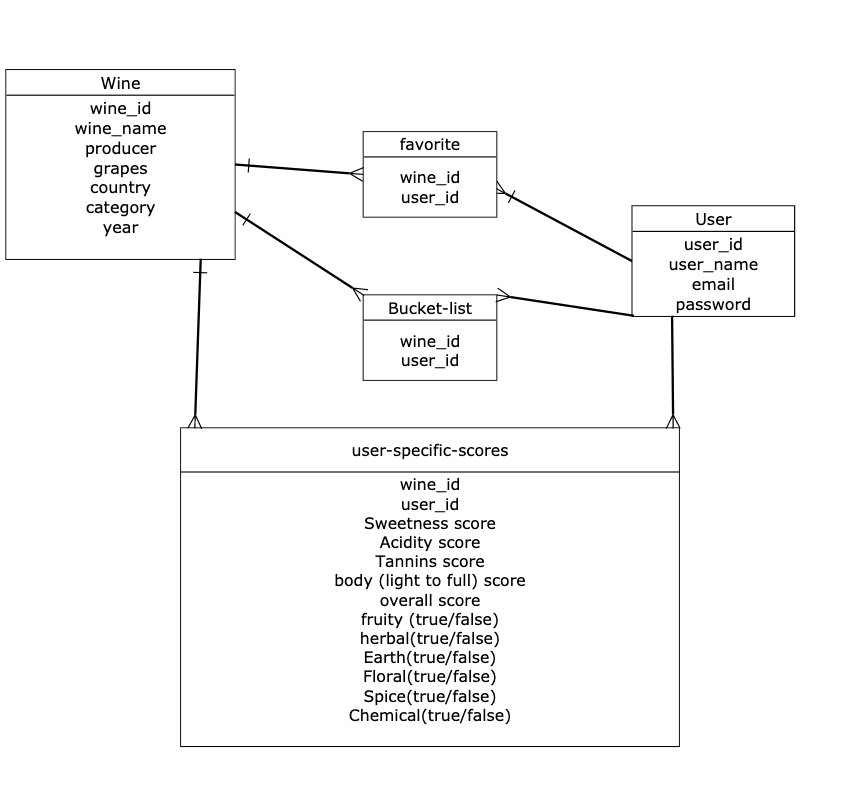 Wine
wine_id
wine_name
producer
grapes
country
category
year
favorite
wine_id
user_id
User
user_id
user_name
email
password
Bucket-list
wine_id
user_id
user-specific-scores
wine_id
user_id
Sweetness score
Acidity score
Tannins score
body (light to full) score
overall score
fruity (true/false)
herbal(true/false)
Earth(true/false)
Floral(true/false)
Spice(true/false)
Chemical(true/false)